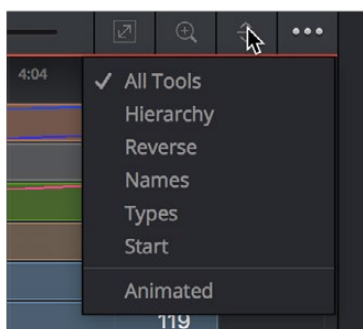 4:04
✓ All Tools
Hierarchy
Reverse
Names
Types
Start
Animated
119